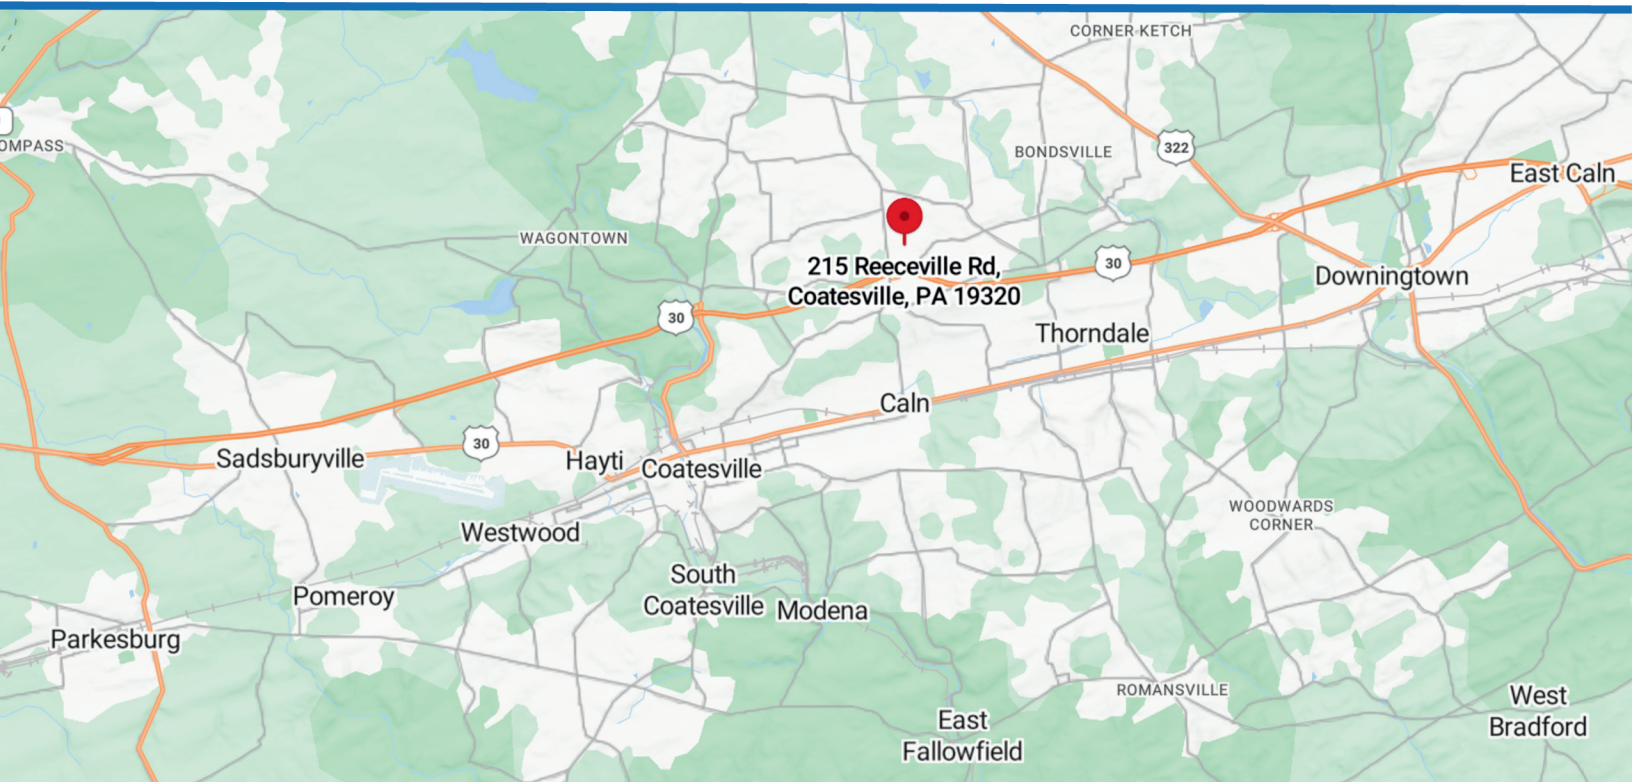 CORNER KETCH
322
OMPASS
BONDSVILLE
East Caln
WAGONTOWN
215 Reeceville Rd,
Coatesville, PA 19320
30
Downingtown
30
Thorndale
Caln
30
Sadsburyville
Hayti
Coatesville
WOODWARDS
CORNER
Westwood
South
Coatesville
Modena
Pomeroy
Parkesburg
ROMANSVILLE
West
Bradford
East
Fallowfield